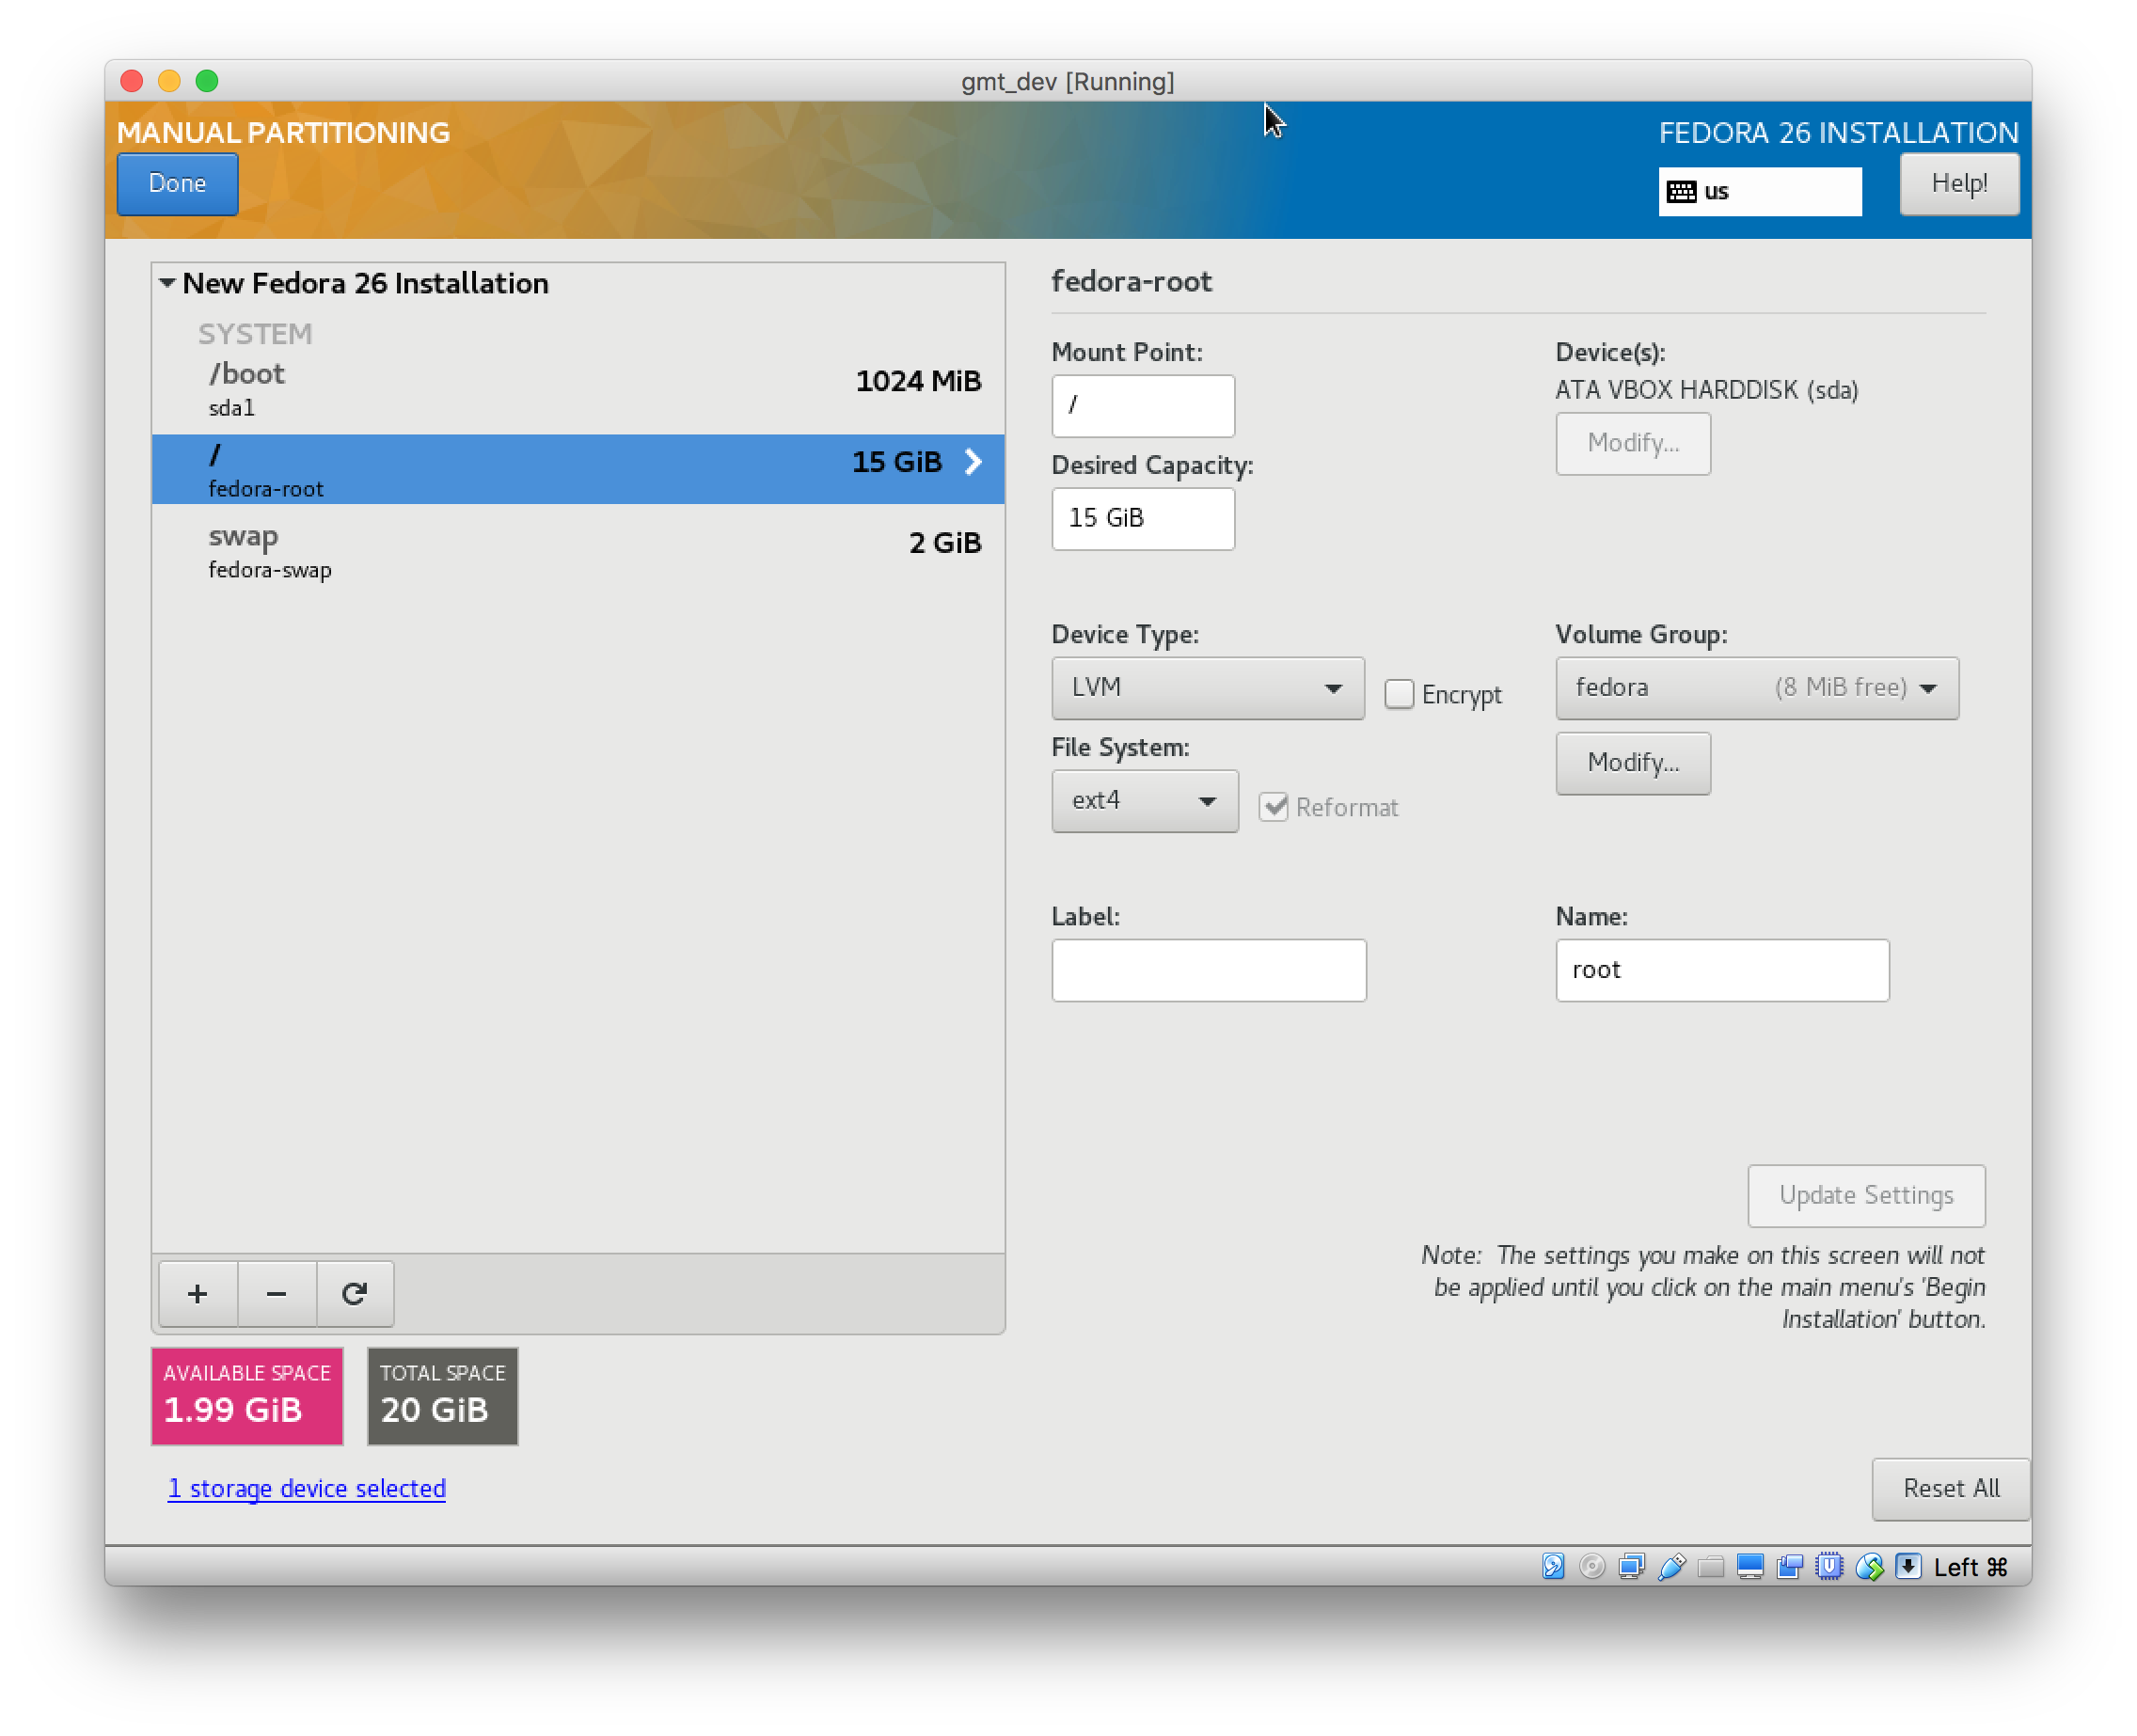 gmt_dev [Running]
MANUAL PARTITIONING
FEDORA 26 INSTALLATION
Done
us
Help!
New Fedora 26 Installation
SYSTEM
/boot
1024 MiB
sda1
/
15 GiB
fedora-root
swap
2 GiB
fedora-swap
fedora-root
Mount Point:
Device(s):
/
ATA VBOX HARDDISK (sda)
Modify...
Desired Capacity:
15 GiB
Device Type:
Volume Group:
LVM
Encrypt
fedora (8 MiB free)
File System:
Modify...
ext4
Reformat
Label:
Name:
root
Update Settings
Note: The settings you make on this screen will not
be applied until you click on the main menu's 'Begin
Installation' button.
AVAILABLE SPACE
1.99 GiB
TOTAL SPACE
20 GiB
1 storage device selected
Reset All
Left ⌘